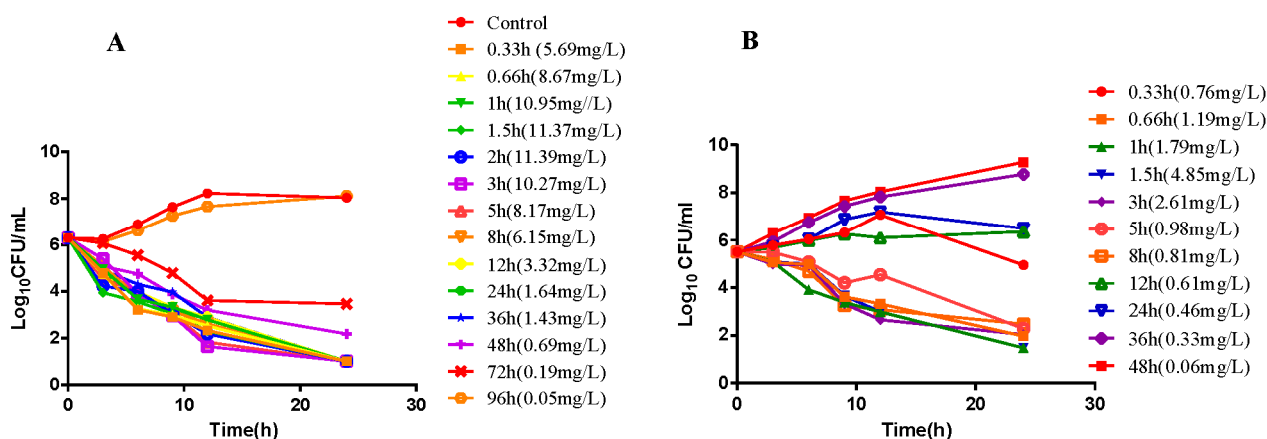 A
Log10CFU/mL
10
8
6
4
2
0
0
10
20
30
Time(h)
Control
0.33h (5.69mg/L)
0.66h(8.67mg/L)
1h(10.95mg//L)
1.5h(11.37mg/L)
2h(11.39mg/L)
3h(10.27mg/L)
5h(8.17mg/L)
8h(6.15mg/L)
12h(3.32mg/L)
24h(1.64mg/L)
36h(1.43mg/L)
48h(0.69mg/L)
72h(0.19mg/L)
96h(0.05mg/L)
B
Log10 CFU/ml
10
8
6
4
2
0
0
10
20
30
Time(h)
0.33h(0.76mg/L)
0.66h(1.19mg/L)
1h(1.79mg/L)
1.5h(4.85mg/L)
3h(2.61mg/L)
5h(0.98mg/L)
8h(0.81mg/L)
12h(0.61mg/L)
24h(0.46mg/L)
36h(0.33mg/L)
48h(0.06mg/L)